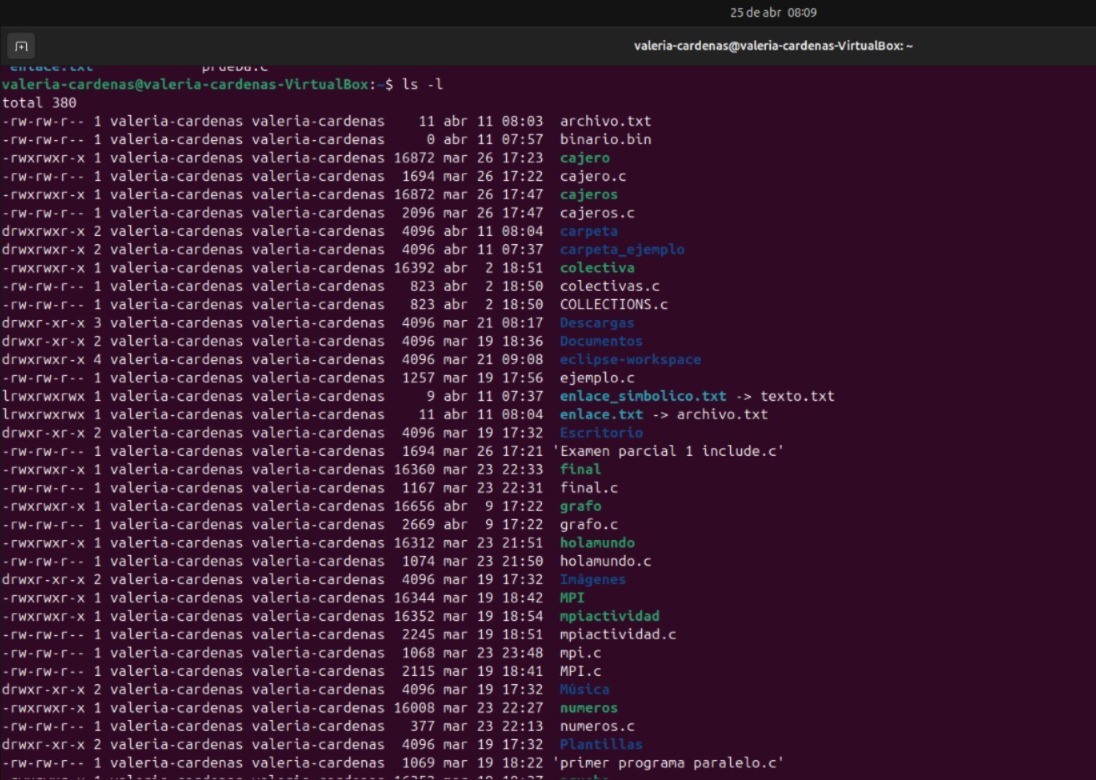 25 de abr 08:09
valeria-cardenas@valeria-cardenas-VirtualBox: ~
enlace.txt prueba.c
valeria-cardenas@valeria-cardenas-VirtualBox:~$ ls -l
total 380
-rw-rw-r-- 1 valeria-cardenas valeria-cardenas 11 abr 11 08:03 archivo.txt
-rw-rw-r-- 1 valeria-cardenas valeria-cardenas 0 abr 11 07:57 binario.bin
-rwxrwxr-x 1 valeria-cardenas valeria-cardenas 16872 mar 26 17:23 cajero
-rw-rw-r-- 1 valeria-cardenas valeria-cardenas 1694 mar 26 17:22 cajero.c
-rwxrwxr-x 1 valeria-cardenas valeria-cardenas 16872 mar 26 17:47 cajeros
-rw-rw-r-- 1 valeria-cardenas valeria-cardenas 2096 mar 26 17:47 cajeros.c
drwxrwxr-x 2 valeria-cardenas valeria-cardenas 4096 abr 11 08:04 carpeta
drwxrwxr-x 2 valeria-cardenas valeria-cardenas 4096 abr 11 07:37 carpeta_ejemplo
-rwxrwxr-x 1 valeria-cardenas valeria-cardenas 16392 abr 2 18:51 colectiva
-rw-rw-r-- 1 valeria-cardenas valeria-cardenas 823 abr 2 18:50 colectivas.c
-rw-rw-r-- 1 valeria-cardenas valeria-cardenas 823 abr 2 18:50 COLLECTIONS.c
drwxr-xr-x 3 valeria-cardenas valeria-cardenas 4096 mar 21 08:17 Descargas
drwxr-xr-x 2 valeria-cardenas valeria-cardenas 4096 mar 19 18:36 Documentos
drwxrwxr-x 4 valeria-cardenas valeria-cardenas 4096 mar 21 09:08 eclipse-workspace
-rw-rw-r-- 1 valeria-cardenas valeria-cardenas 1257 mar 19 17:56 ejemplo.c
lrwxrwxrwx 1 valeria-cardenas valeria-cardenas 9 abr 11 07:37 enlace_simbolico.txt -> texto.txt
lrwxrwxrwx 1 valeria-cardenas valeria-cardenas 11 abr 11 08:04 enlace.txt -> archivo.txt
drwxr-xr-x 2 valeria-cardenas valeria-cardenas 4096 mar 19 17:32 Escritorio
-rw-rw-r-- 1 valeria-cardenas valeria-cardenas 1694 mar 26 17:21 'Examen parcial 1 include.c'
-rwxrwxr-x 1 valeria-cardenas valeria-cardenas 16360 mar 23 22:33 final
-rw-rw-r-- 1 valeria-cardenas valeria-cardenas 1167 mar 23 22:31 final.c
-rwxrwxr-x 1 valeria-cardenas valeria-cardenas 16656 abr 9 17:22 grafo
-rw-rw-r-- 1 valeria-cardenas valeria-cardenas 2669 abr 9 17:22 grafo.c
-rwxrwxr-x 1 valeria-cardenas valeria-cardenas 16312 mar 23 21:51 holamundo
-rw-rw-r-- 1 valeria-cardenas valeria-cardenas 1074 mar 23 21:50 holamundo.c
drwxr-xr-x 2 valeria-cardenas valeria-cardenas 4096 mar 19 17:32 Imágenes
-rwxrwxr-x 1 valeria-cardenas valeria-cardenas 16344 mar 19 18:42 MPI
-rwxrwxr-x 1 valeria-cardenas valeria-cardenas 16352 mar 19 18:54 mpiactividad
-rw-rw-r-- 1 valeria-cardenas valeria-cardenas 2245 mar 19 18:51 mpiactividad.c
-rw-rw-r-- 1 valeria-cardenas valeria-cardenas 1068 mar 23 23:48 mpi.c
-rw-rw-r-- 1 valeria-cardenas valeria-cardenas 2115 mar 19 18:41 MPI.c
drwxr-xr-x 2 valeria-cardenas valeria-cardenas 4096 mar 19 17:32 Música
-rwxrwxr-x 1 valeria-cardenas valeria-cardenas 16008 mar 23 22:27 numeros
-rw-rw-r-- 1 valeria-cardenas valeria-cardenas 377 mar 23 22:13 numeros.c
drwxr-xr-x 2 valeria-cardenas valeria-cardenas 4096 mar 19 17:32 Plantillas
-rw-rw-r-- 1 valeria-cardenas valeria-cardenas 1069 mar 19 18:22 'primer programa paralelo.c'